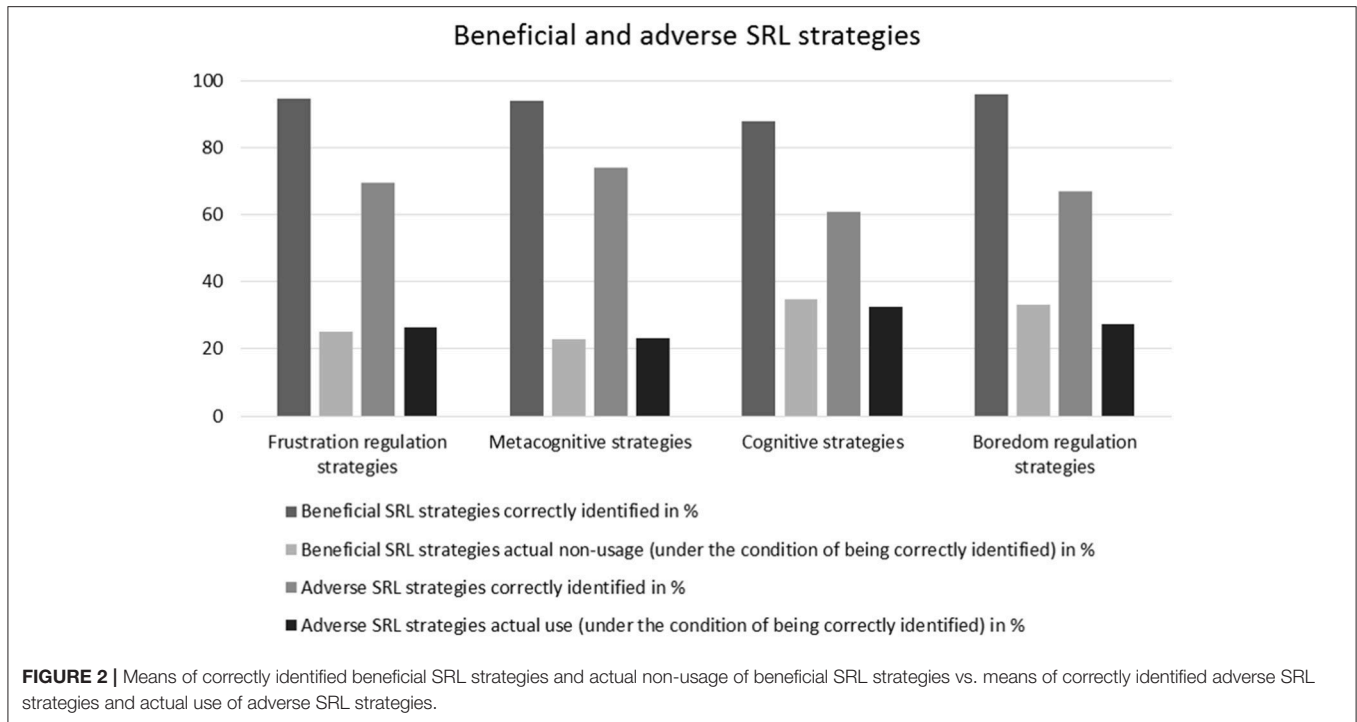 Beneficial and adverse SRL strategies
100
80
60
40
20
0
Frustration regulation strategies
Metacognitive strategies
Cognitive strategies
Boredom regulation strategies
■ Beneficial SRL strategies correctly identified in %
■ Beneficial SRL strategies actual non-usage (under the condition of being correctly identified) in %
■ Adverse SRL strategies correctly identified in %
■ Adverse SRL strategies actual use (under the condition of being correctly identified) in %
FIGURE 2 | Means of correctly identified beneficial SRL strategies and actual non-usage of beneficial SRL strategies vs. means of correctly identified adverse SRL
strategies and actual use of adverse SRL strategies.